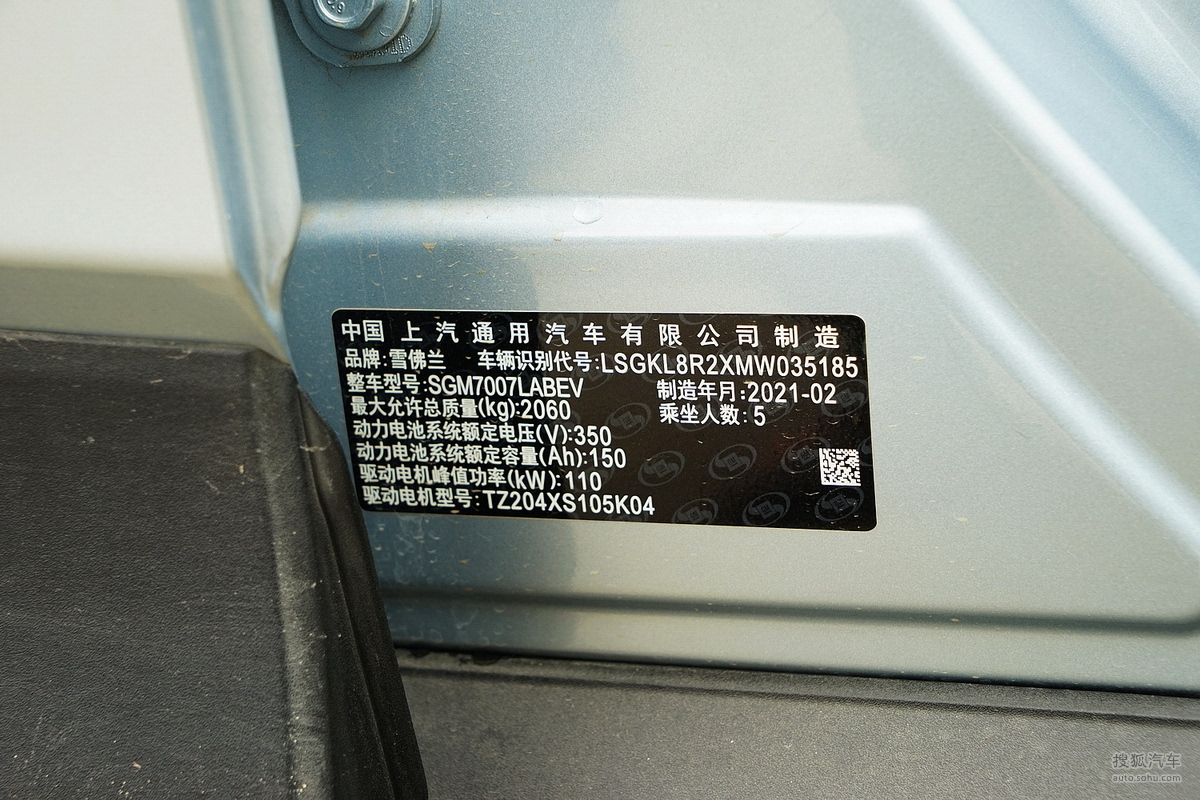 中国 上汽通用汽车有限公司制造
品牌:雪佛兰 车辆识别代号:LSGKL8R2XMW035185
整车型号:SGM7007LABEV 制造年月:2021-02
最大允许总质量(kg):2060 乘坐人数:5
动力电池系统额定电压(V):350
动力电池系统额定容量(Ah):150
驱动电机峰值功率(kW):110
驱动电机型号:TZ204XS105K04
搜狐汽车
auto.sohu.com